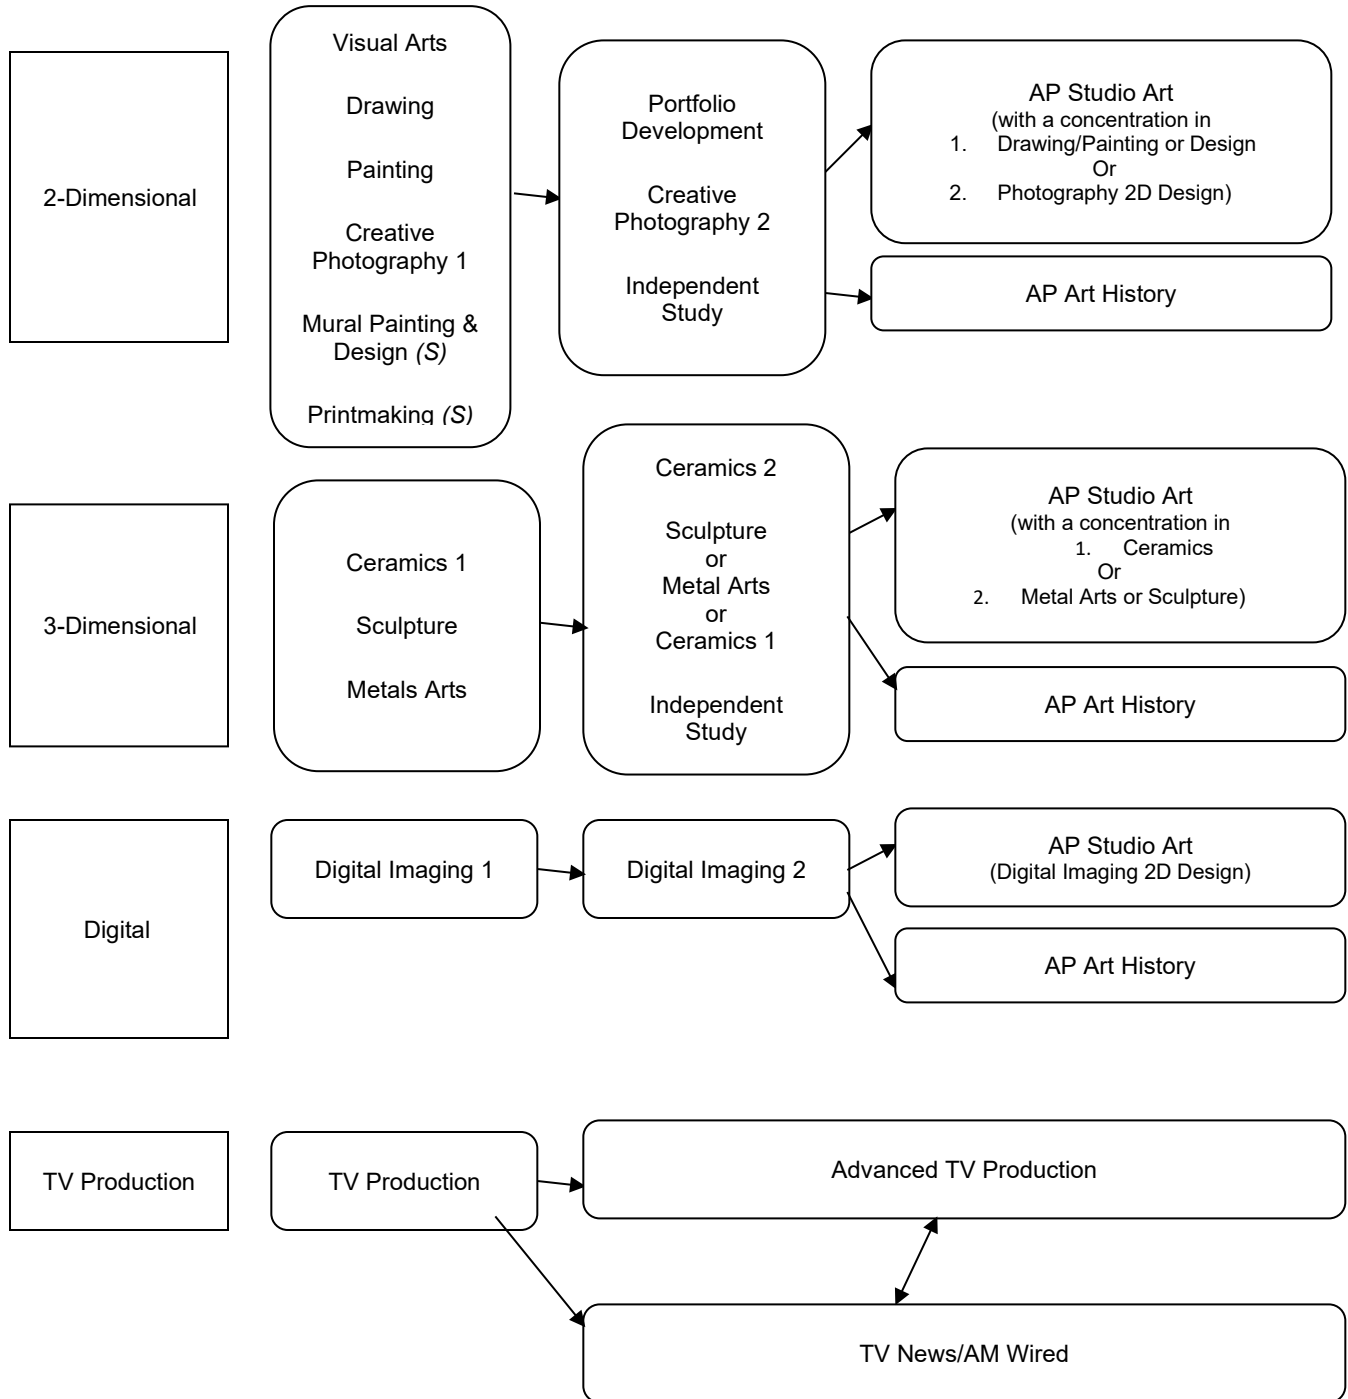 2-Dimensional
Visual Arts
Drawing
Painting
Creative
Photography 1
Mural Painting &
Design (S)
Printmaking (S)
Portfolio
Development
Creative
Photography 2
Independent
Study
AP Studio Art
(with a concentration in
1. Drawing/Painting or Design
Or
2. Photography 2D Design)
AP Art History
3-Dimensional
Ceramics 1
Sculpture
Metals Arts
Ceramics 2
Sculpture
or
Metal Arts
or
Ceramics 1
Independent
Study
AP Studio Art
(with a concentration in
1. Ceramics
Or
2. Metal Arts or Sculpture)
AP Art History
Digital
Digital Imaging 1
Digital Imaging 2
AP Studio Art
(Digital Imaging 2D Design)
AP Art History
TV Production
TV Production
Advanced TV Production
TV News/AM Wired